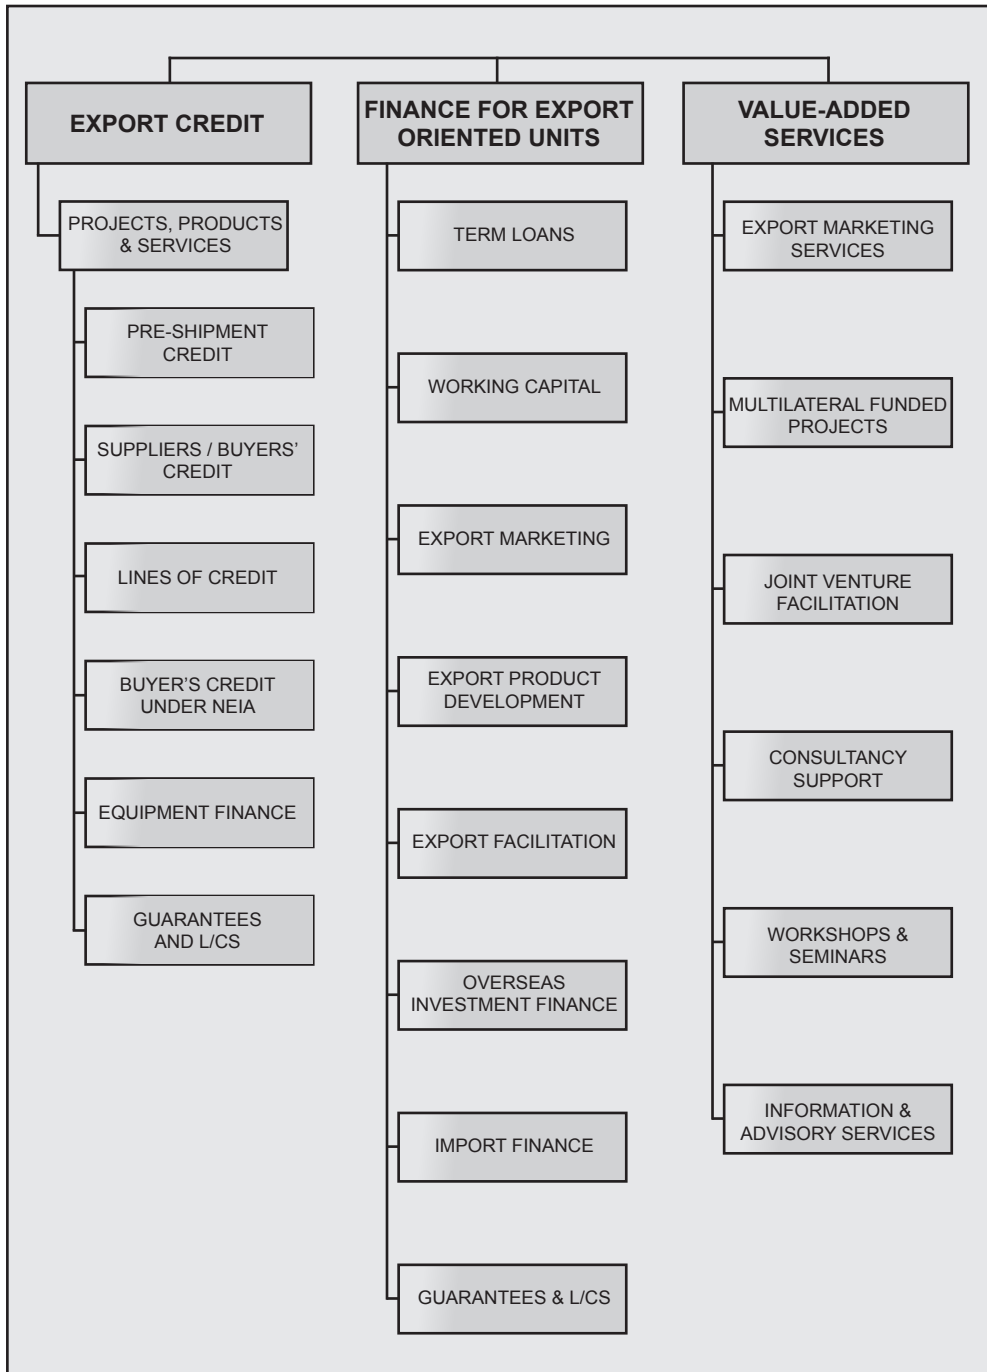 EXPORT CREDIT
PROJECTS, PRODUCTS
& SERVICES
PRE-SHIPMENT
CREDIT
SUPPLIERS / BUYERS’
CREDIT
LINES OF CREDIT
BUYER’S CREDIT
UNDER NEIA
EQUIPMENT FINANCE
GUARANTEES
AND L/CS
FINANCE FOR EXPORT
ORIENTED UNITS
TERM LOANS
WORKING CAPITAL
EXPORT MARKETING
EXPORT PRODUCT
DEVELOPMENT
EXPORT FACILITATION
OVERSEAS
INVESTMENT FINANCE
IMPORT FINANCE
GUARANTEES & L/CS
VALUE-ADDED
SERVICES
EXPORT MARKETING
SERVICES
MULTILATERAL FUNDED
PROJECTS
JOINT VENTURE
FACILITATION
CONSULTANCY
SUPPORT
WORKSHOPS &
SEMINARS
INFORMATION &
ADVISORY SERVICES